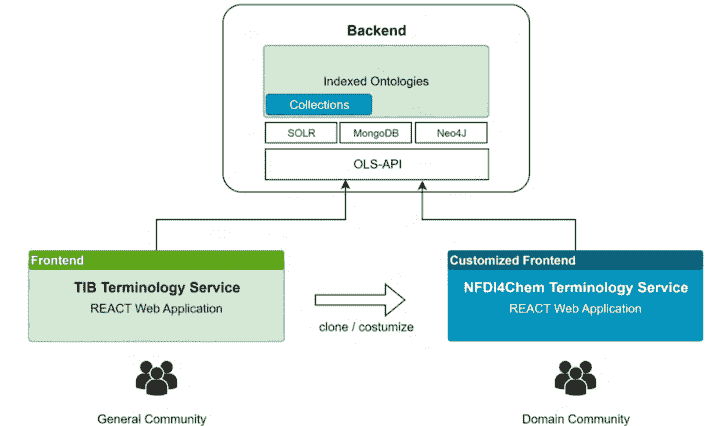 Backend
Indexed Ontologies
Collections
SOLR
MongoDB
Neo4J
OLS-API
Frontend
TIB Terminology Service
REACT Web Application
clone / costumize
Customized Frontend
NFDI4Chem Terminology Service
REACT Web Application
General Community
Domain Community